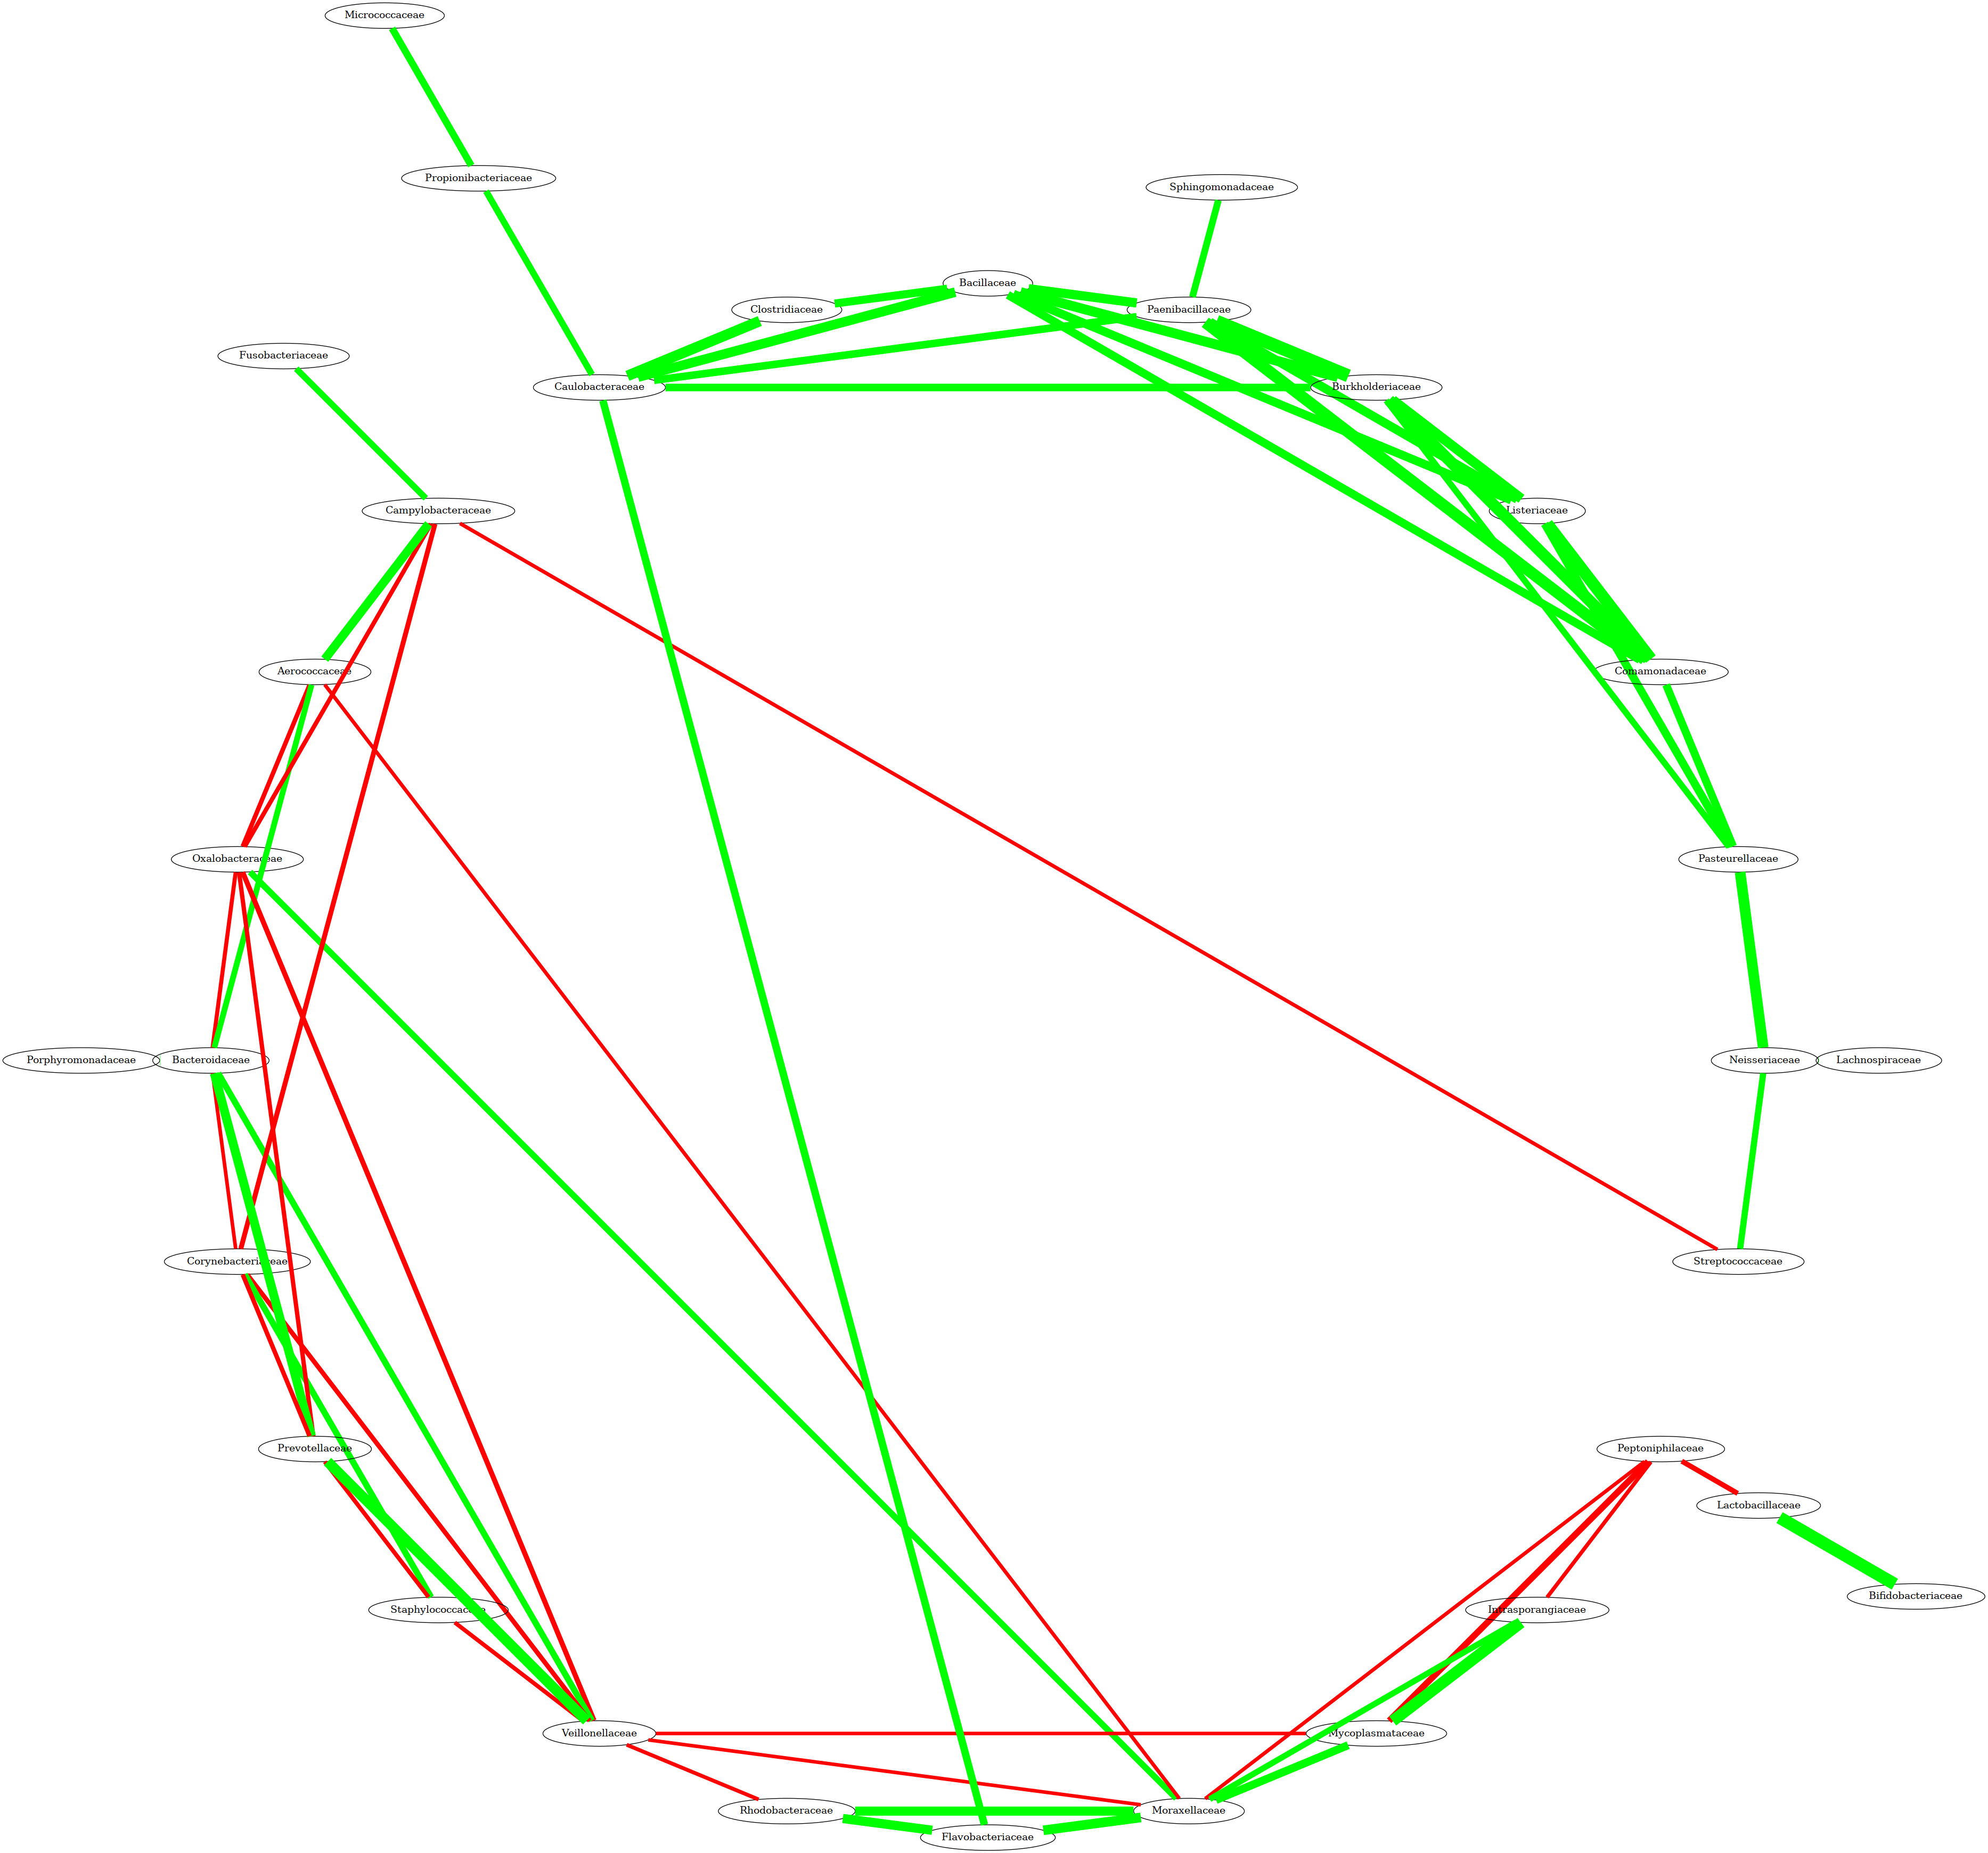 Micrococcaceae
Propionibacteriaceae
Sphingomonadaceae
Bacillaceae
Clostridiaceae
Paenibacillaceae
Fusobacteriaceae
Caulobacteraceae
Burkholderiaceae
Campylobacteraceae
Listeriaceae
Aerococcaceae
Comamonadaceae
Oxalobacteraceae
Pasteurellaceae
Porphyromonadaceae
Bacteroidaceae
Neisseriaceae
Lachnospiraceae
Corynebacteriaceae
Streptococcaceae
Prevotellaceae
Peptoniphilaceae
Lactobacillaceae
Bifidobacteriaceae
Staphylococcaceae
Intrasporangiaceae
Veillonellaceae
Mycoplasmataceae
Rhodobacteraceae
Moraxellaceae
Flavobacteriaceae